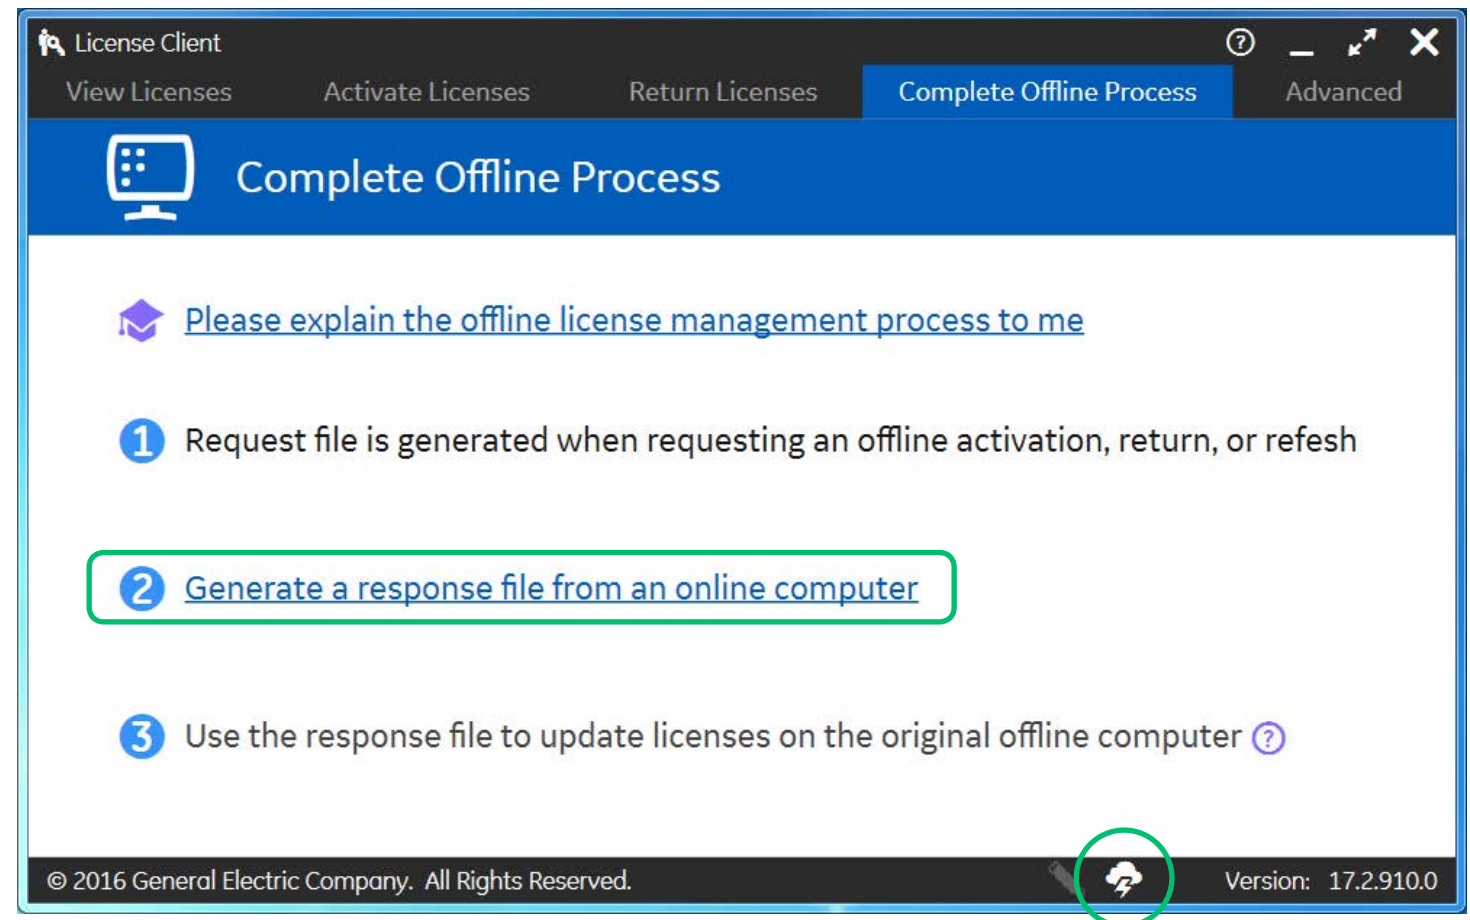 License Client
View Licenses Activate Licenses Return Licenses Complete Offline Process Advanced
Complete Offline Process
Please explain the offline license management process to me
1 Request file is generated when requesting an offline activation, return, or refesh
2 Generate a response file from an online computer
3 Use the response file to update licenses on the original offline computer ?
© 2016 General Electric Company. All Rights Reserved. Version: 17.2.910.0